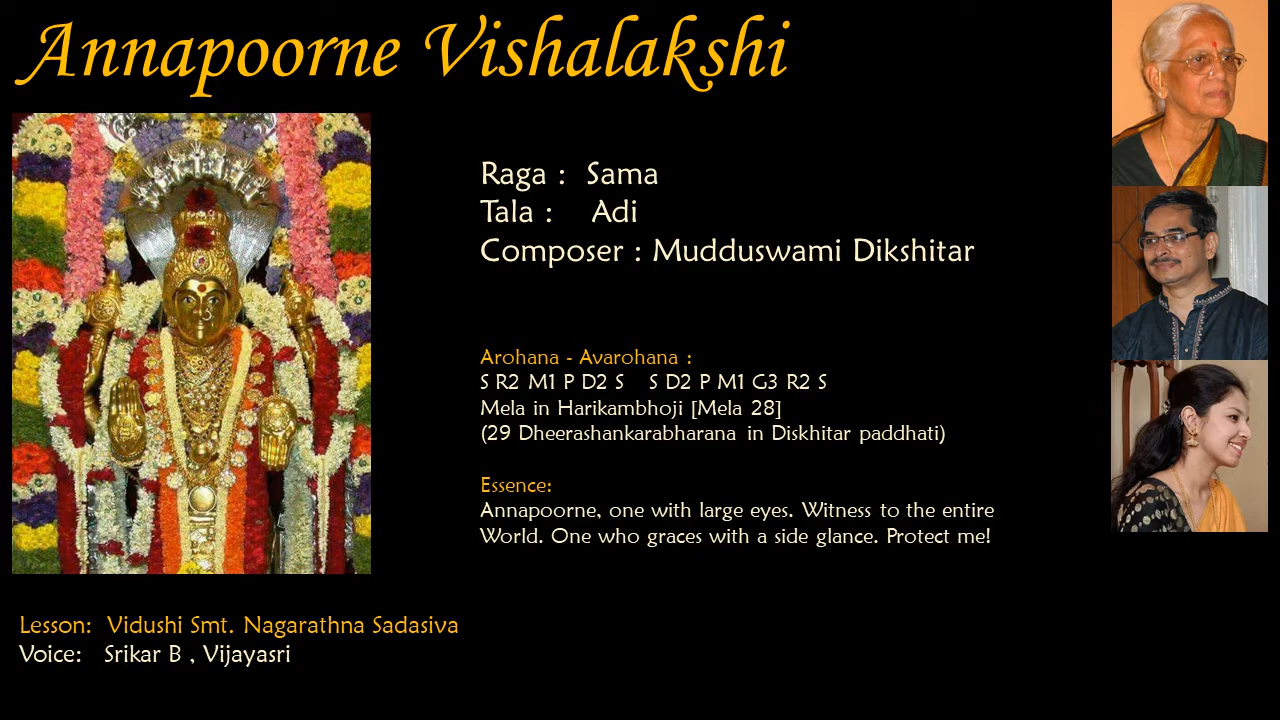 Annapoorne Vishalakshi
Raga : Sama
Tala : Adi
Composer : Mudduswami Dikshitar
Arohana - Avarohana :
S R2 M1 P D2 S S D2 P M1 G3 R2 S
Mela in Harikambhoji [Mela 28]
(29 Dheerashankarabharana in Diskhitar paddhati)
Essence:
Annapoorne, one with large eyes. Witness to the entire
World. One who graces with a side glance. Protect me!
Lesson: Vidushi Smt. Nagarathna Sadasiva
Voice: Srikar B , Vijayasri